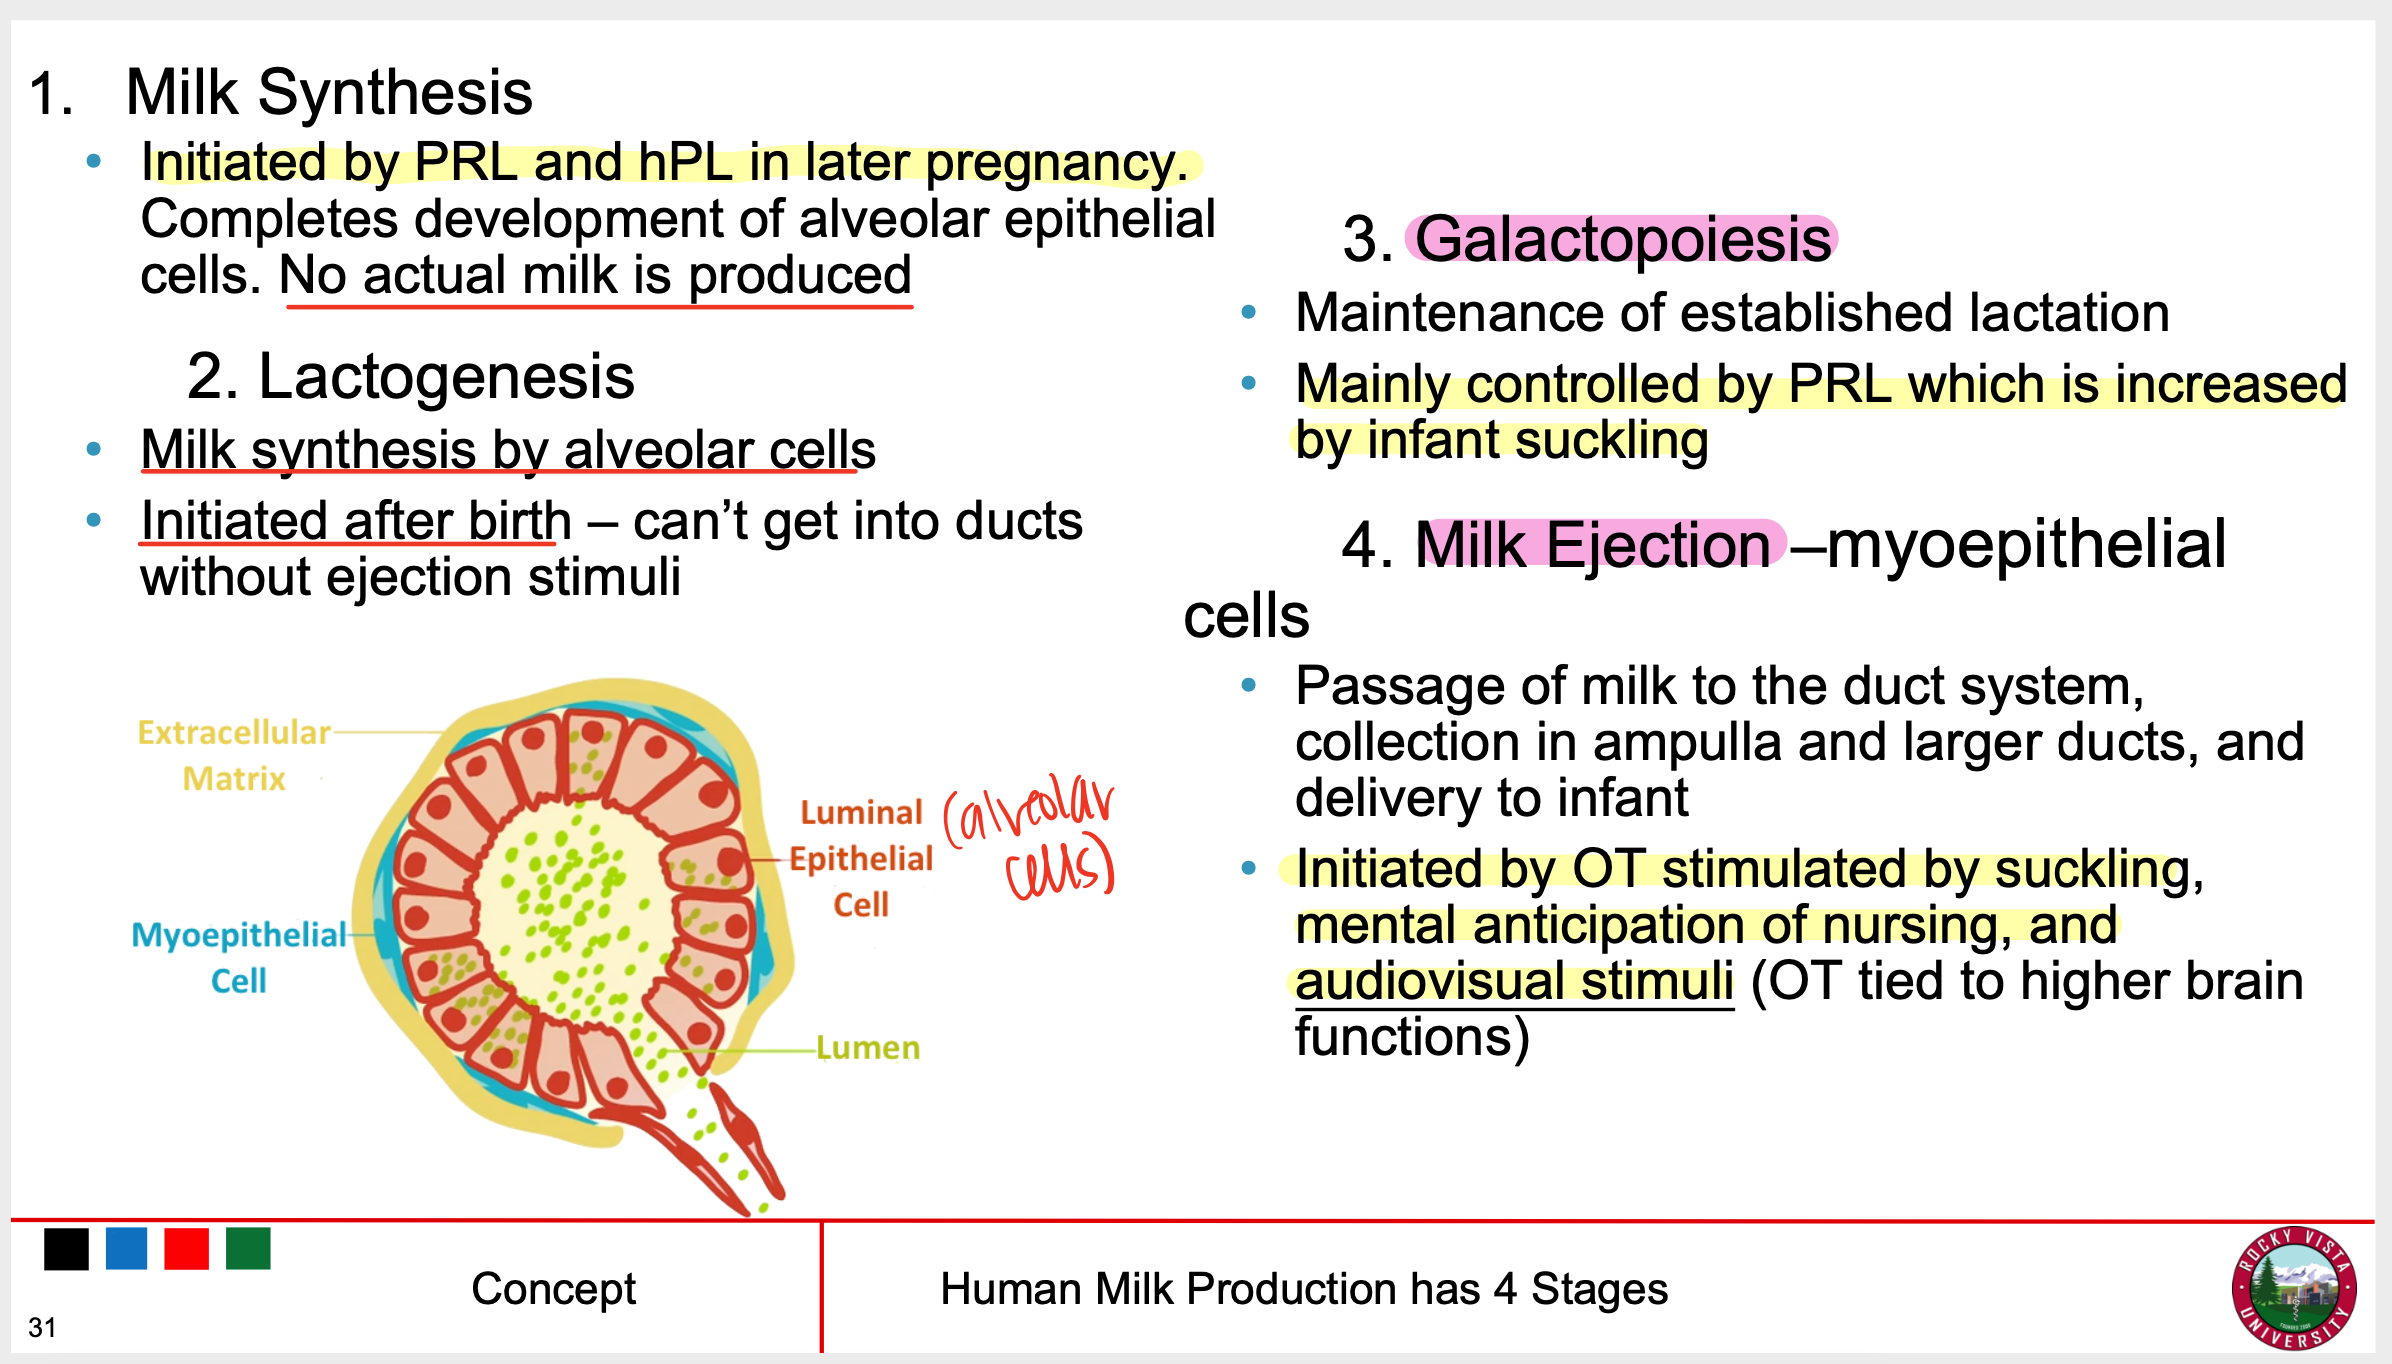 1. Milk Synthesis
• Initiated by PRL and hPL in later pregnancy.
Completes development of alveolar epithelial
cells. No actual milk is produced
2. Lactogenesis
• Milk synthesis by alveolar cells
• Initiated after birth – can’t get into ducts
without ejection stimuli
Extracellular
Matrix
Myoepithelial
Cell
Luminal
Epithelial
Cell
(alveolar
cells)
Lumen
3. Galactopoiesis
• Maintenance of established lactation
• Mainly controlled by PRL which is increased
by infant suckling
4. Milk Ejection –myoepithelial
cells
• Passage of milk to the duct system,
collection in ampulla and larger ducts, and
delivery to infant
• Initiated by OT stimulated by suckling,
mental anticipation of nursing, and
audiovisual stimuli (OT tied to higher brain
functions)
31
Concept
Human Milk Production has 4 Stages
ROCKY VISTA
UNIVERSITY